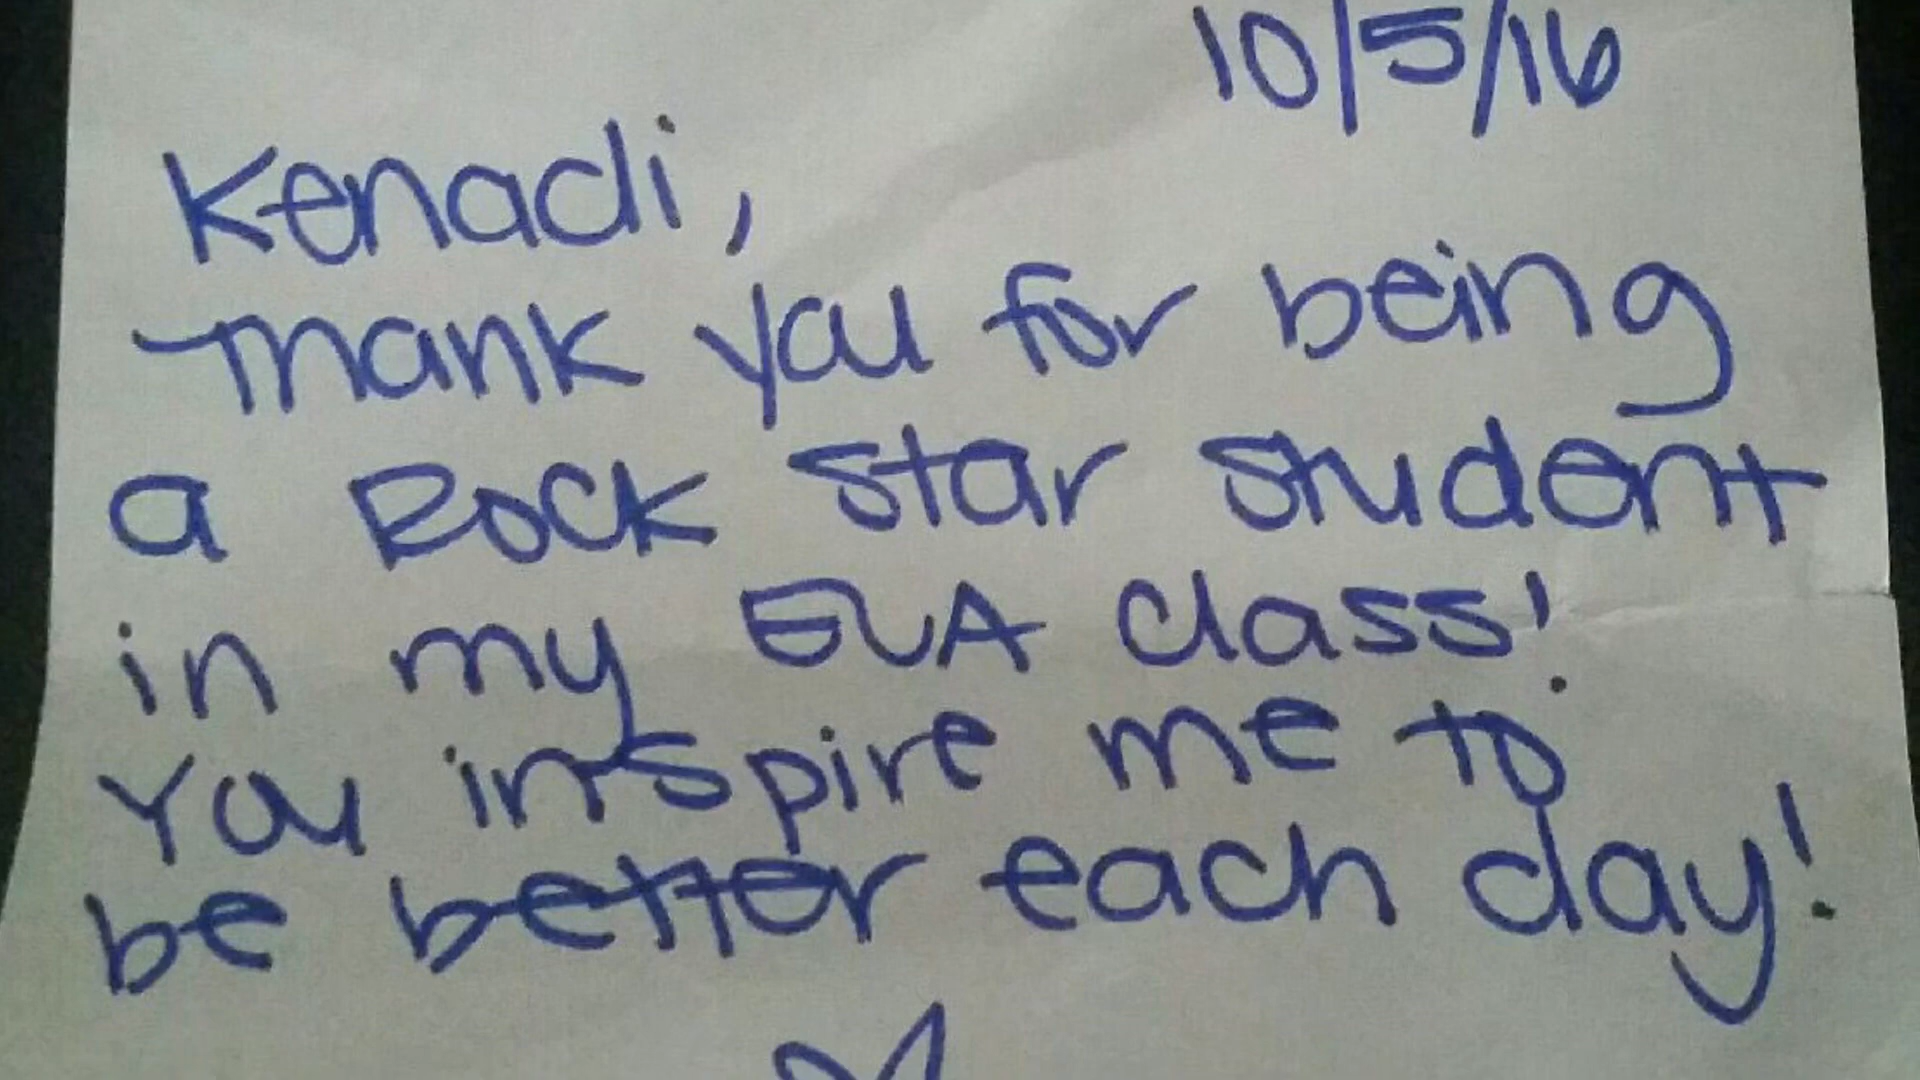 10/5/16
Kenadi,
Thank you for being
a Rock star student
in my ELA class!
You inspire me to
be better each day!